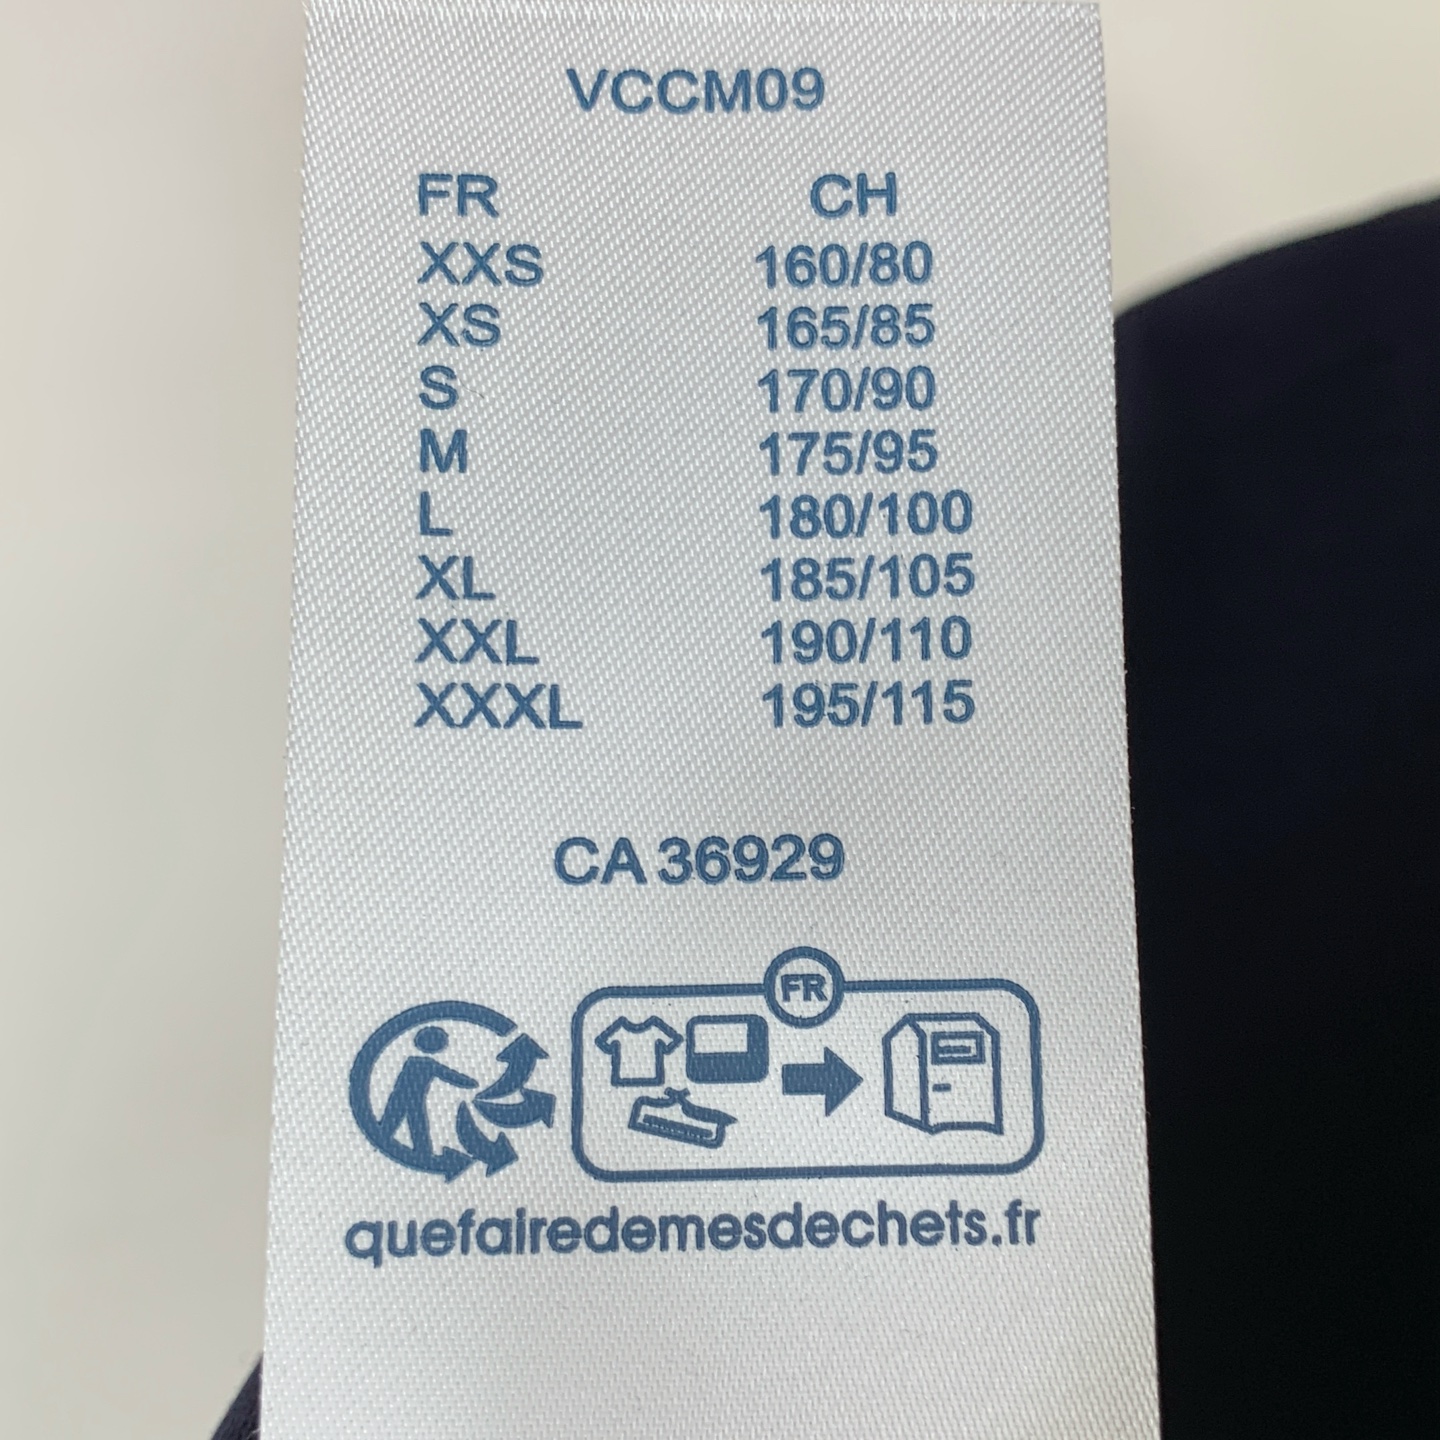 VCCM09
FR CH
XXS 160/80
XS 165/85
S 170/90
M 175/95
L 180/100
XL 185/105
XXL 190/110
XXXL 195/115
CA 36929
FR
quefairedemesdechets.fr